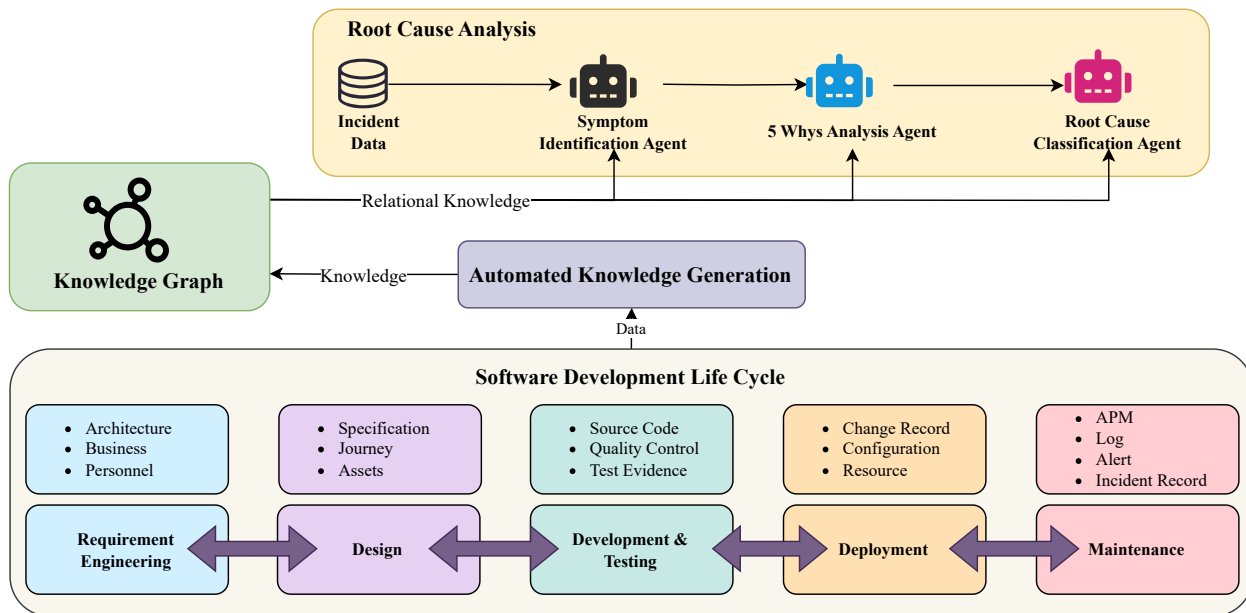 Root Cause Analysis
Incident
Data
Symptom
Identification Agent
5 Whys Analysis Agent
Root Cause
Classification Agent
Relational Knowledge
Knowledge Graph
Knowledge
Automated Knowledge Generation
Data
Software Development Life Cycle
• Architecture
• Business
• Personnel
• Specification
• Journey
• Assets
• Source Code
• Quality Control
• Test Evidence
• Change Record
• Configuration
• Resource
• APM
• Log
• Alert
• Incident Record
Requirement
Engineering
Design
Development &
Testing
Deployment
Maintenance